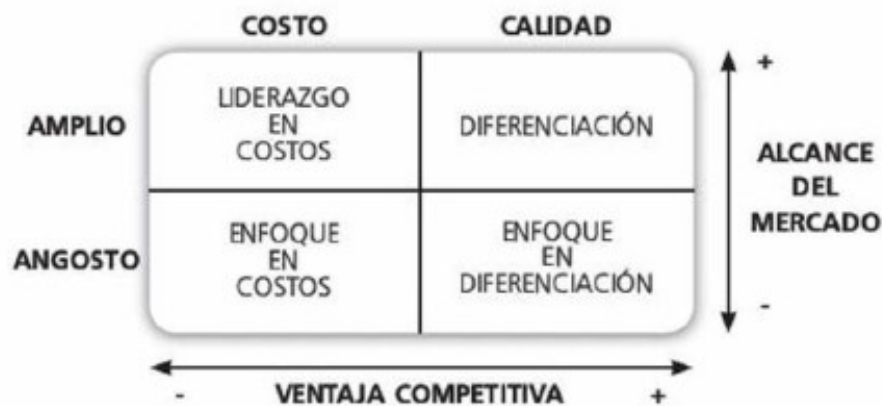 COSTO
CALIDAD
AMPLIO
LIDERAZGO
EN
COSTOS
DIFERENCIACIÓN
+
ALCANCE
DEL
MERCADO
ANGOSTO
ENFOQUE
EN
COSTOS
ENFOQUE
EN
DIFERENCIACIÓN
-
- VENTAJA COMPETITIVA +